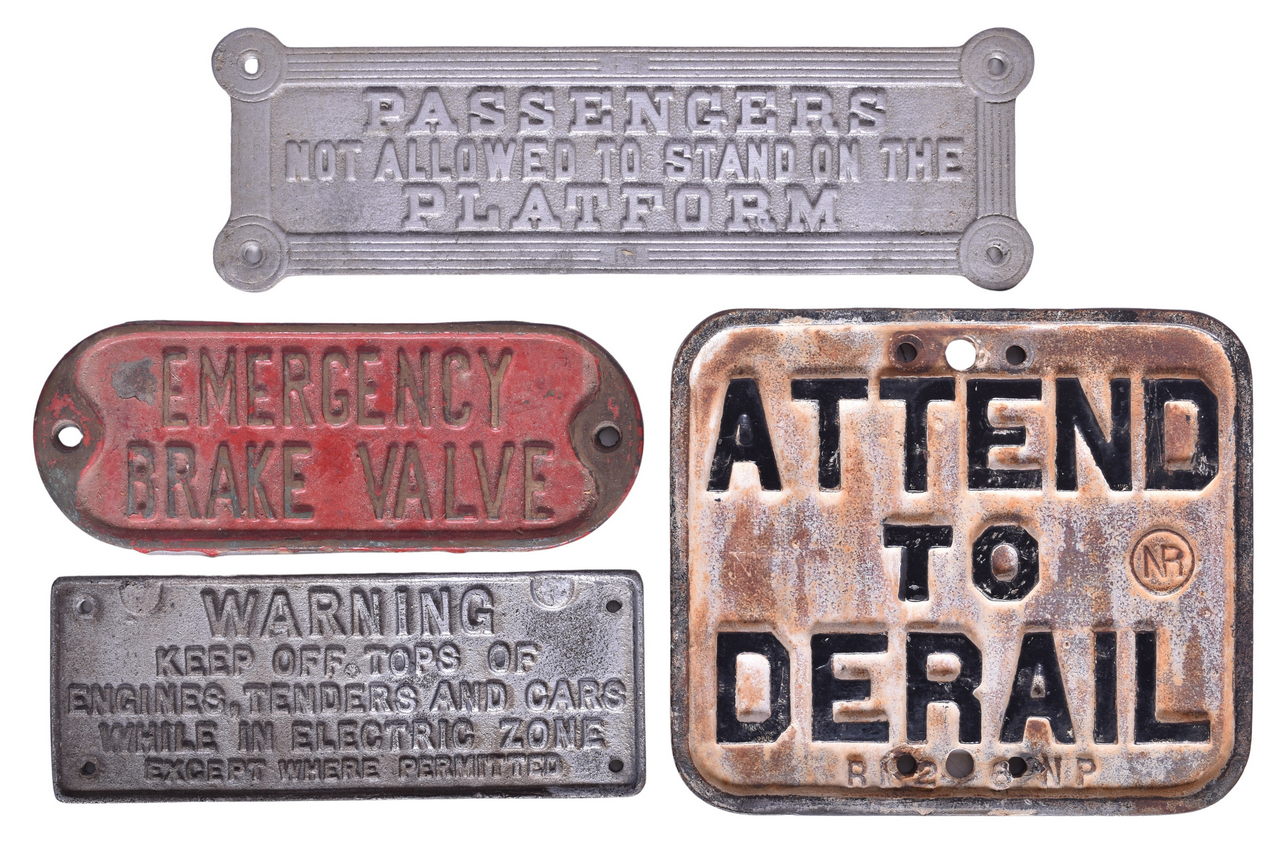 PASSENGERS
NOT ALLOWED TO STAND ON THE
PLATFORM
EMERGENCY
BRAKE VALVE
WARNING
KEEP OFF TOPS OF
ENGINES, TENDERS AND CARS
WHILE IN ELECTRIC ZONE
EXCEPT WHERE PERMITTED
ATTEND
TO
NR
DERAIL
NP